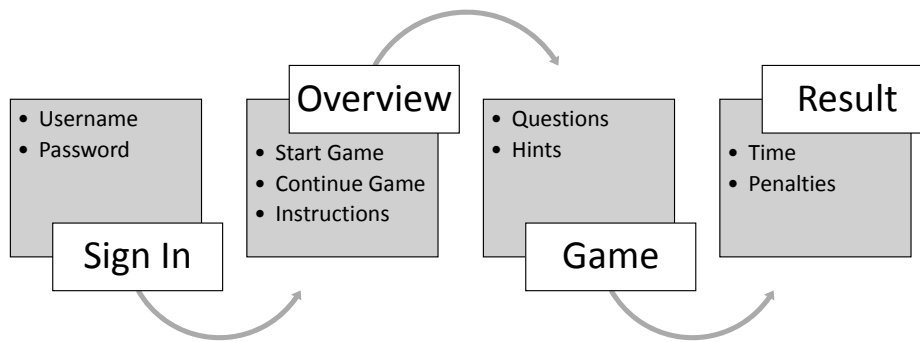 • Username
• Password
Sign In
Overview
• Start Game
• Continue Game
• Instructions
• Questions
• Hints
Game
Result
• Time
• Penalties